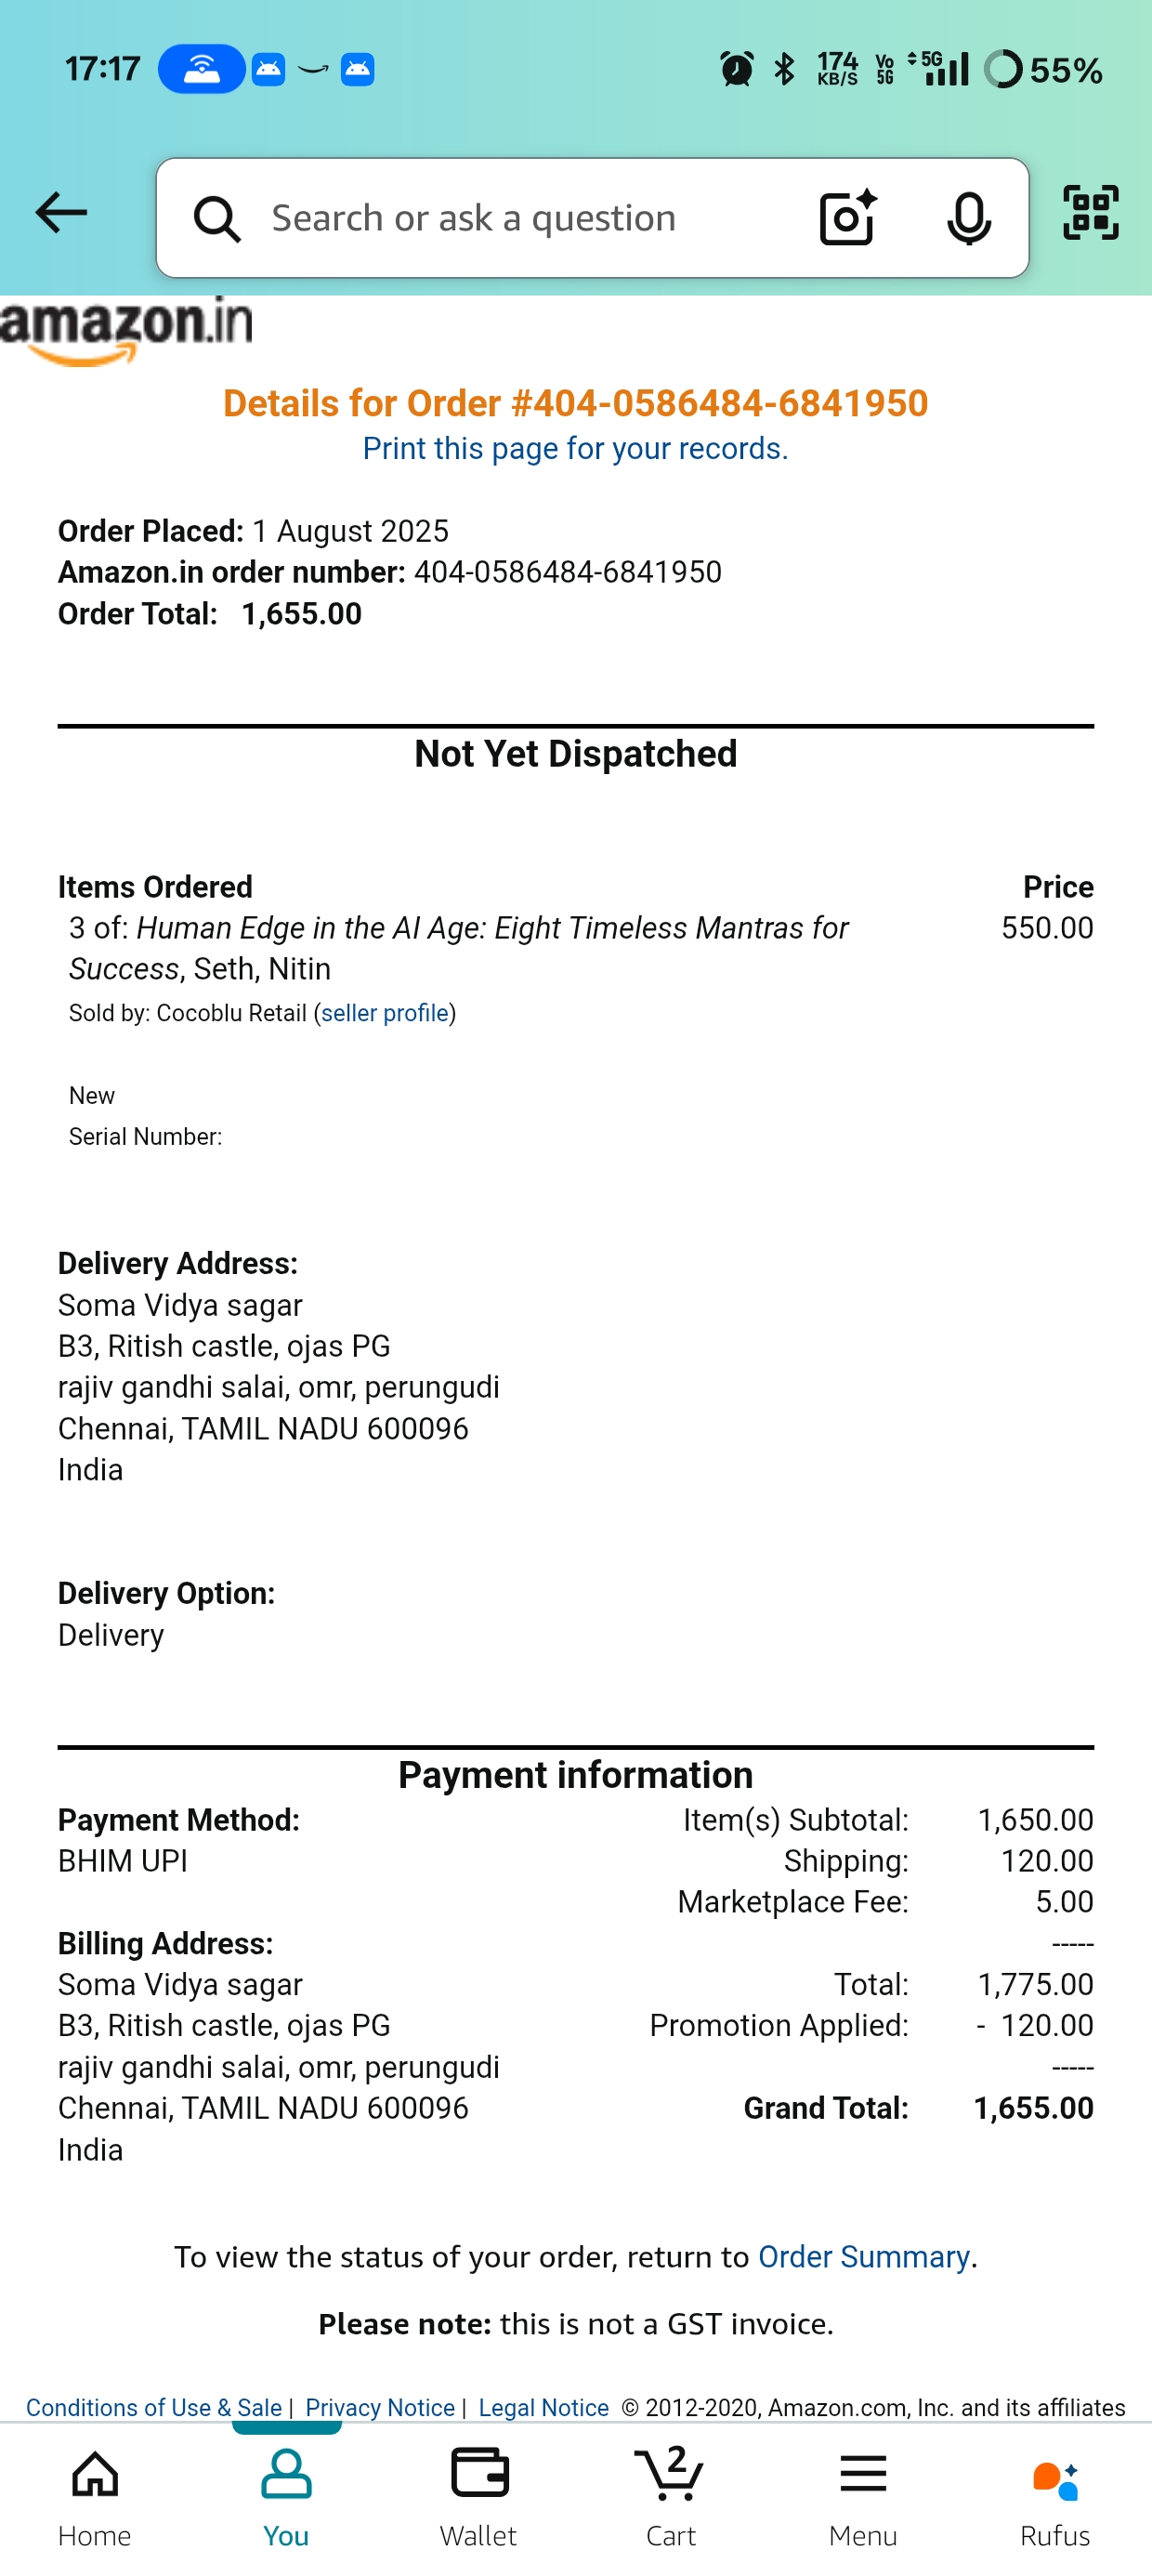 17:17
174 KB/S Vo 5G 5G 55%
Search or ask a question
amazon.in
Details for Order #404-0586484-6841950
Print this page for your records.
Order Placed: 1 August 2025
Amazon.in order number: 404-0586484-6841950
Order Total: 1,655.00
Not Yet Dispatched
Items Ordered Price
3 of: Human Edge in the AI Age: Eight Timeless Mantras for 550.00
Success, Seth, Nitin
Sold by: Cocoblu Retail (seller profile)
New
Serial Number:
Delivery Address:
Soma Vidya sagar
B3, Ritish castle, ojas PG
rajiv gandhi salai, omr, perungudi
Chennai, TAMIL NADU 600096
India
Delivery Option:
Delivery
Payment information
Payment Method: Item(s) Subtotal: 1,650.00
BHIM UPI Shipping: 120.00
Marketplace Fee: 5.00
Billing Address: -----
Soma Vidya sagar Total: 1,775.00
B3, Ritish castle, ojas PG Promotion Applied: - 120.00
rajiv gandhi salai, omr, perungudi -----
Chennai, TAMIL NADU 600096 Grand Total: 1,655.00
India
To view the status of your order, return to Order Summary.
Please note: this is not a GST invoice.
Conditions of Use & Sale | Privacy Notice | Legal Notice © 2012-2020, Amazon.com, Inc. and its affiliates
2
Home You Wallet Cart Menu Rufus